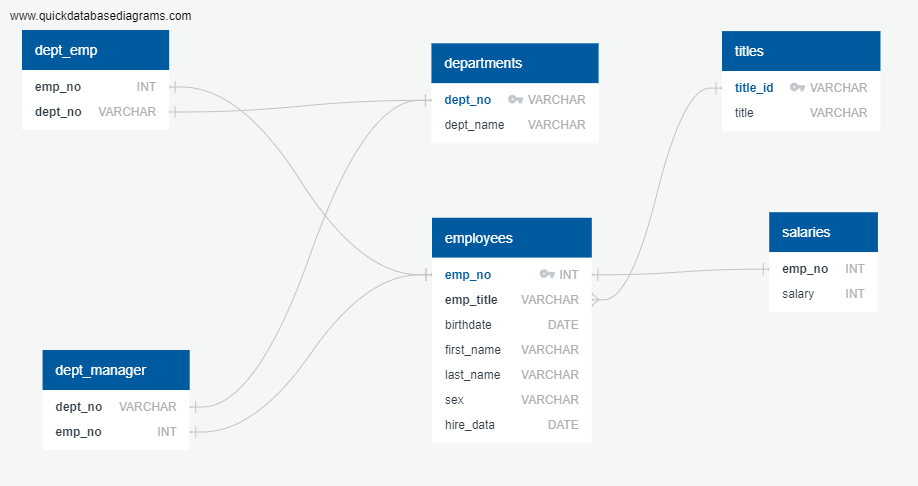 www.quickdatabasediagrams.com
dept_emp
emp_no INT
dept_no VARCHAR
departments
dept_no VARCHAR
dept_name VARCHAR
titles
title_id VARCHAR
title VARCHAR
employees
emp_no INT
emp_title VARCHAR
birthdate DATE
first_name VARCHAR
last_name VARCHAR
sex VARCHAR
hire_data DATE
salaries
emp_no INT
salary INT
dept_manager
dept_no VARCHAR
emp_no INT